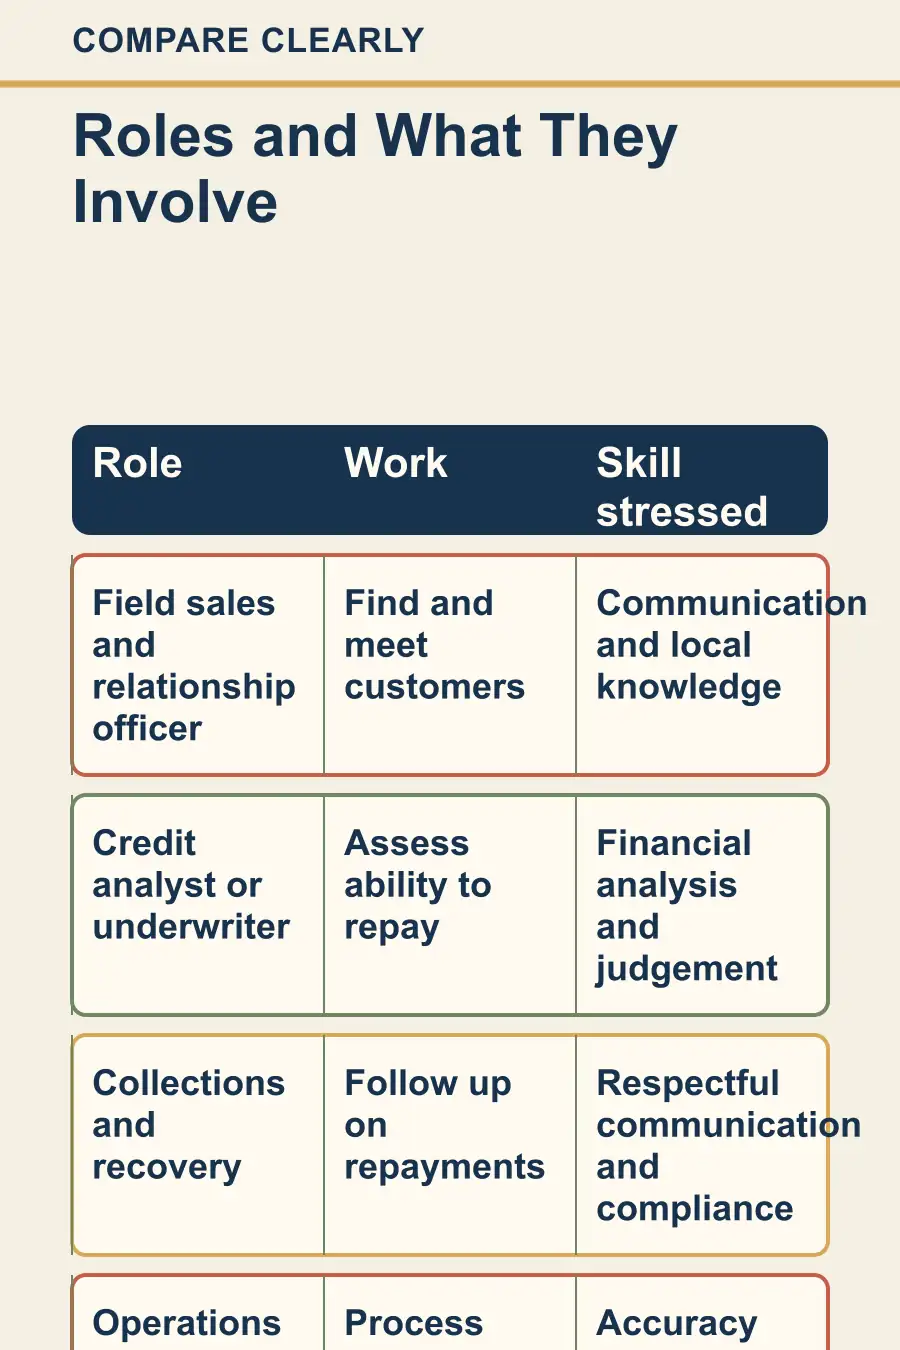 COMPARE CLEARLY
Roles and What They
Involve
Role
Work
Skill
stressed
Field sales
and
relationship
officer
Find and
meet
customers
Communication
and local
knowledge
Credit
analyst or
underwriter
Assess
ability to
repay
Financial
analysis
and
judgement
Collections
and
recovery
Follow up
on
repayments
Respectful
communication
and
compliance
Operations
Process
Accuracy